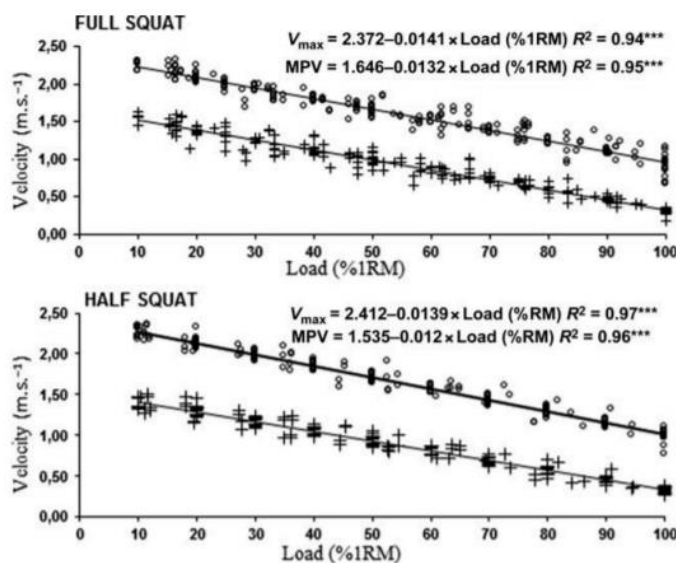 FULL SQUAT
Vmax = 2.372–0.0141 × Load (%1RM) R² = 0.94***
MPV = 1.646–0.0132 × Load (%1RM) R² = 0.95***
Velocity (m.s.⁻¹)
2,50
2,00
1,50
1,00
0,50
0,00
0 10 20 30 40 50 60 70 80 90 100
Load (%1RM)
HALF SQUAT
Vmax = 2.412–0.0139 × Load (%RM) R² = 0.97***
MPV = 1.535–0.012 × Load (%RM) R² = 0.96***
Velocity (m.s.⁻¹)
2,50
2,00
1,50
1,00
0,50
0,00
0 10 20 30 40 50 60 70 80 90 100
Load (%1RM)